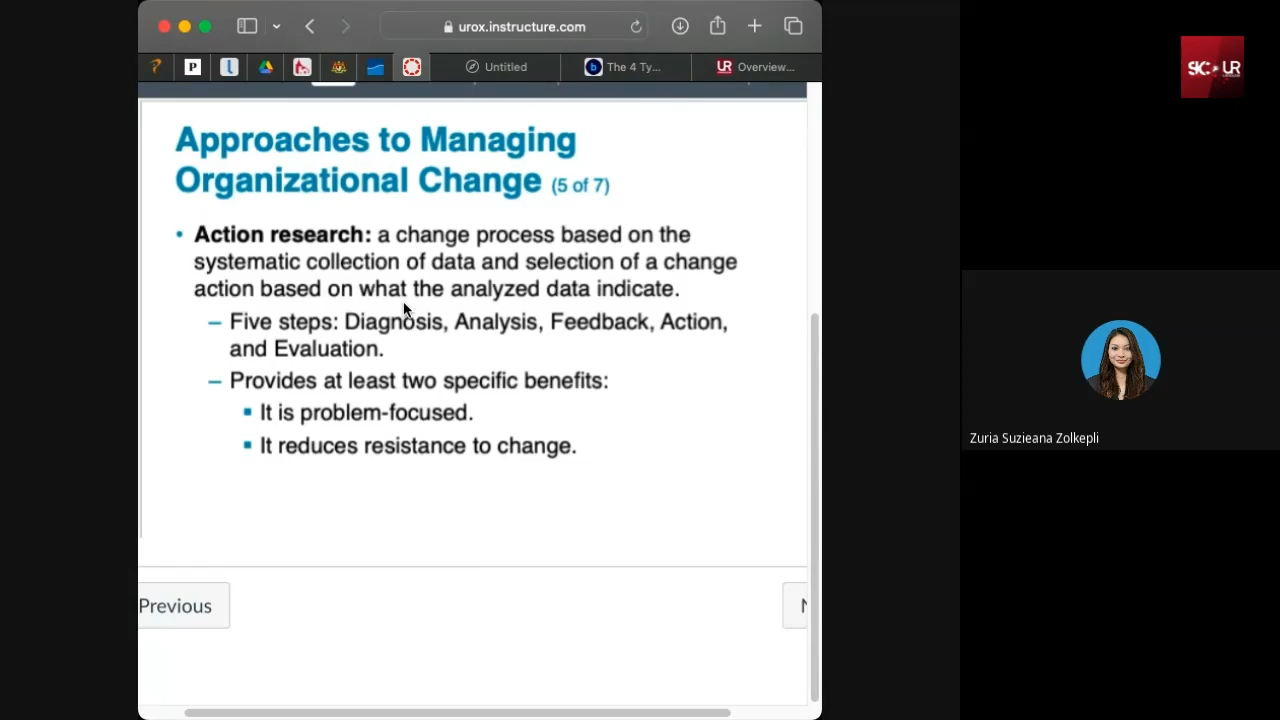 urox.instructure.com
P
Untitled
b
The 4 Ty...
UR
Overview...
Approaches to Managing
Organizational Change (5 of 7)
• Action research: a change process based on the
systematic collection of data and selection of a change
action based on what the analyzed data indicate.
– Five steps: Diagnosis, Analysis, Feedback, Action,
and Evaluation.
– Provides at least two specific benefits:
▪ It is problem-focused.
▪ It reduces resistance to change.
Previous
UR
Zuria Suzieana Zolkepli